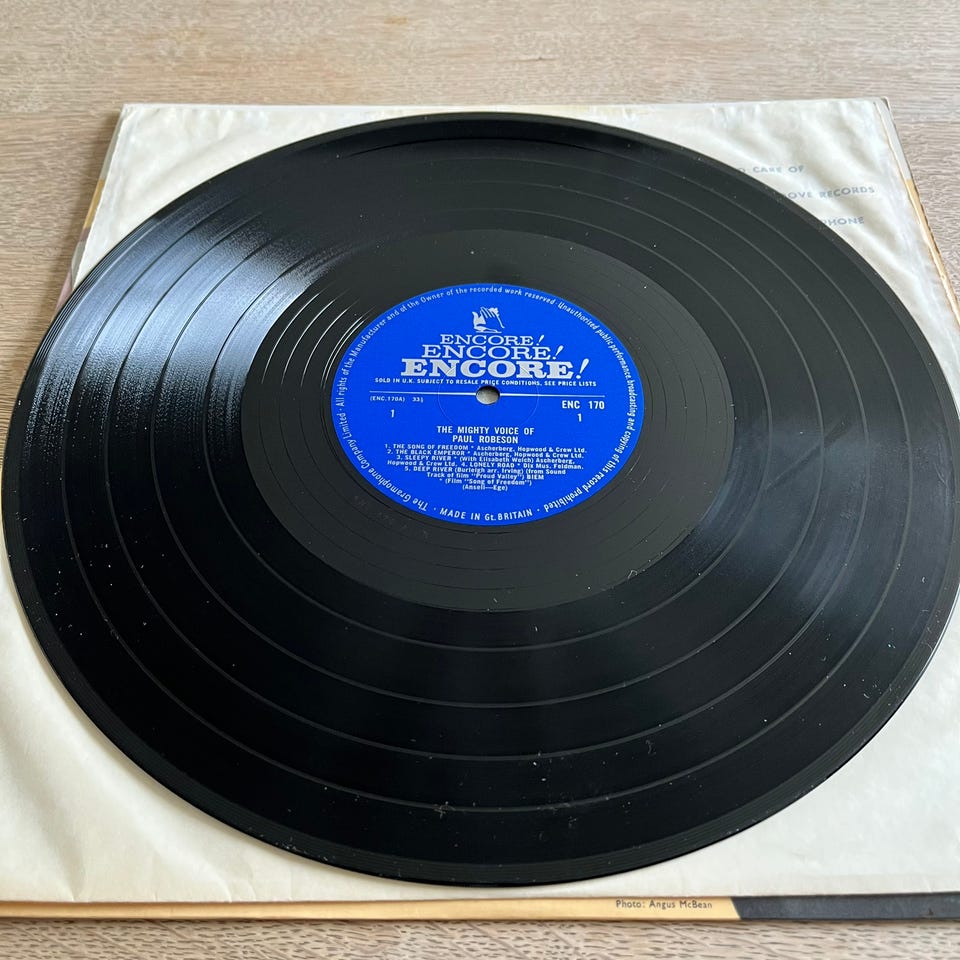 CARE OF
RECORDS
All rights of the Manufacturer and of the Owner of the recorded work reserved Unauthorised public performance broadcasting and copying of this record prohibited
ENCORE!
ENCORE!
ENCORE!
SOLD IN U.K. SUBJECT TO RESALE PRICE CONDITIONS, SEE PRICE LISTS
(ENC.170A) 33⅓
ENC 170
1
1
THE MIGHTY VOICE OF
PAUL ROBESON
1. THE SONG OF FREEDOM * Ascherberg, Hopwood & Crew Ltd.
2. THE BLACK EMPEROR * Ascherberg, Hopwood & Crew Ltd.
3. SLEEPY RIVER * (With Elisabeth Welch) Ascherberg,
Hopwood & Crew Ltd. 4. LONELY ROAD * Dix Mus. Feldman.
5. DEEP RIVER (Burleigh arr. Irving) (from Sound
Track of film "Proud Valley") BIEM
* (Film "Song of Freedom")
(Ansell—Ege)
The Gramophone Company Limited ·
· MADE IN Gt. BRITAIN ·
Photo: Angus McBean